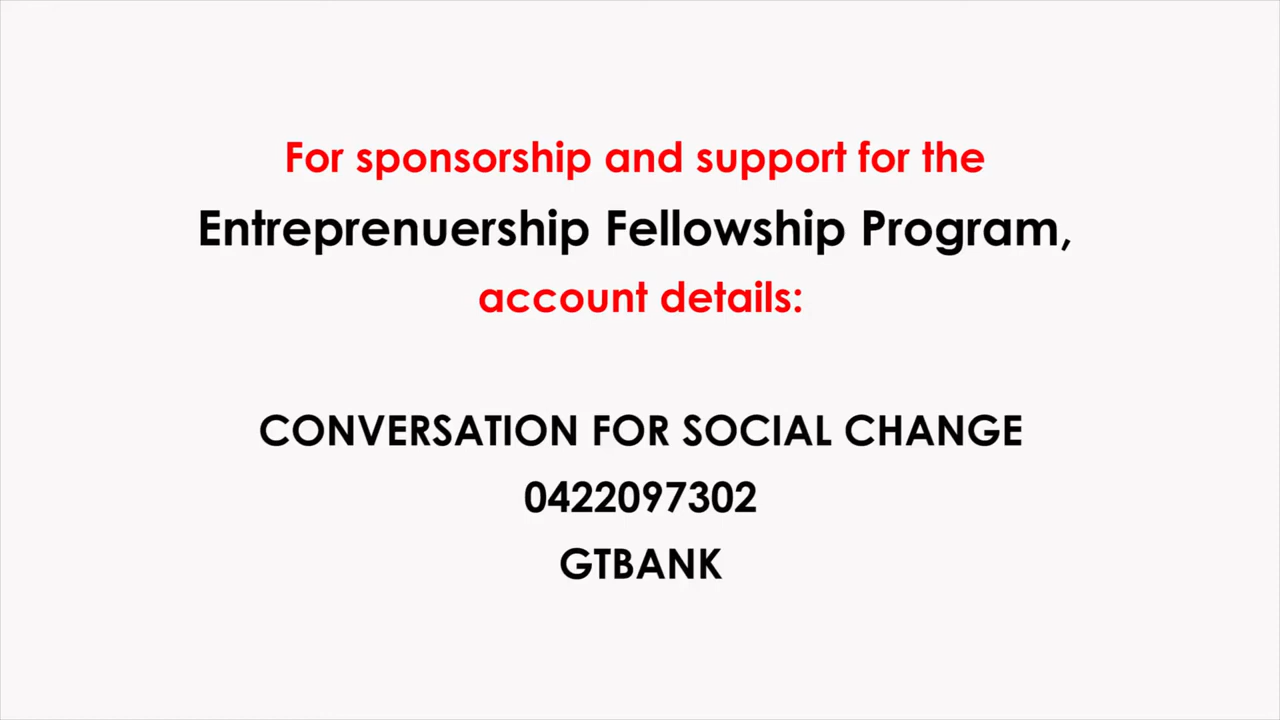 For sponsorship and support for the
Entreprenuership Fellowship Program,
account details:
CONVERSATION FOR SOCIAL CHANGE
0422097302
GTBANK